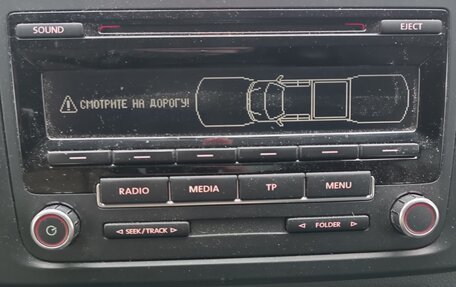 SOUND
EJECT
СМОТРИТЕ НА ДОРОГУ!
RADIO
MEDIA
TP
MENU
SEEK/TRACK
FOLDER